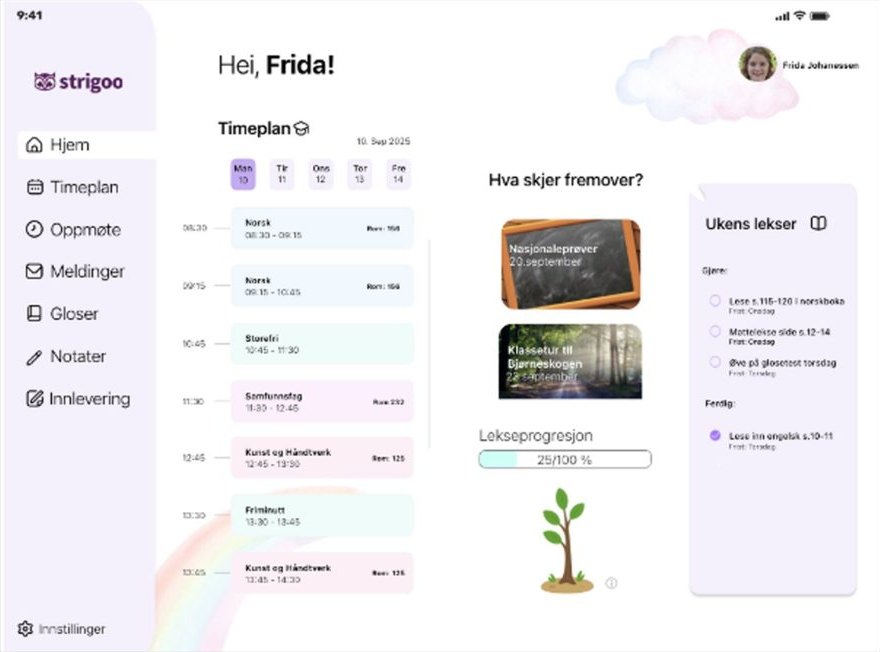 9:41
strigoo
Hjem
Timeplan
Oppmøte
Meldinger
Gloser
Notater
Innlevering
Innstillinger
Hei, Frida!
Frida Johanessen
Timeplan
10. Sep 2025
Man
10
Tir
11
Ons
12
Tor
13
Fre
14
08:30
Norsk
08:30 - 09:15
Rom: 156
09:15
Norsk
09:15 - 10:45
Rom: 156
10:45
Storefri
10:45 - 11:30
11:30
Samfunnsfag
11:30 - 12:45
Rom 232
12:45
Kunst og Håndtverk
12:45 - 13:30
Rom: 125
13:30
Friminutt
13:30 - 13:45
13:45
Kunst og Håndtverk
13:45 - 14:30
Rom: 125
Hva skjer fremover?
Nasjonaleprøver
20.september
Klassetur til
Bjørneskogen
23.september
Lekseprogresjon
25/100 %
Ukens lekser
Gjøre:
Lese s.115-120 i norskboka
Frist: Onsdag
Mattelekse side s.12-14
Frist: Onsdag
Øve på glosetest torsdag
Frist: Torsdag
Ferdig:
Lese inn engelsk s.10-11
Frist: Torsdag